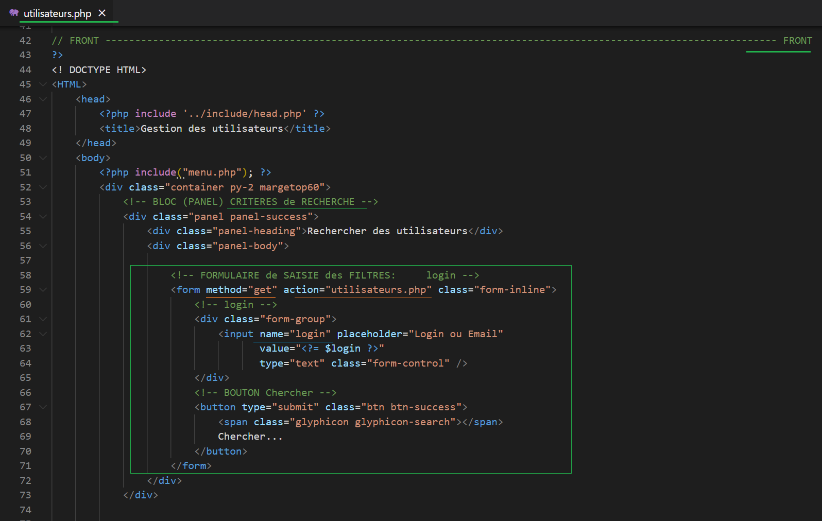 utilisateurs.php ×
41
42 // FRONT ------------------------------------------------------------------------------------------------------------------ FRONT
43 ?>
44 <! DOCTYPE HTML>
45 <HTML>
46 <head>
47 <?php include '../include/head.php' ?>
48 <title>Gestion des utilisateurs</title>
49 </head>
50 <body>
51 <?php include("menu.php"); ?>
52 <div class="container py-2 margetop60">
53 <!-- BLOC (PANEL) CRITERES de RECHERCHE -->
54 <div class="panel panel-success">
55 <div class="panel-heading">Rechercher des utilisateurs</div>
56 <div class="panel-body">
57
58 <!-- FORMULAIRE de SAISIE des FILTRES:     login -->
59 <form method="get" action="utilisateurs.php" class="form-inline">
60 <!-- login -->
61 <div class="form-group">
62 <input name="login" placeholder="Login ou Email"
63 value="<?= $login ?>"
64 type="text" class="form-control" />
65 </div>
66 <!-- BOUTON Chercher -->
67 <button type="submit" class="btn btn-success">
68 <span class="glyphicon glyphicon-search"></span>
69 Chercher...
70 </button>
71 </form>
72 </div>
73 </div>
74